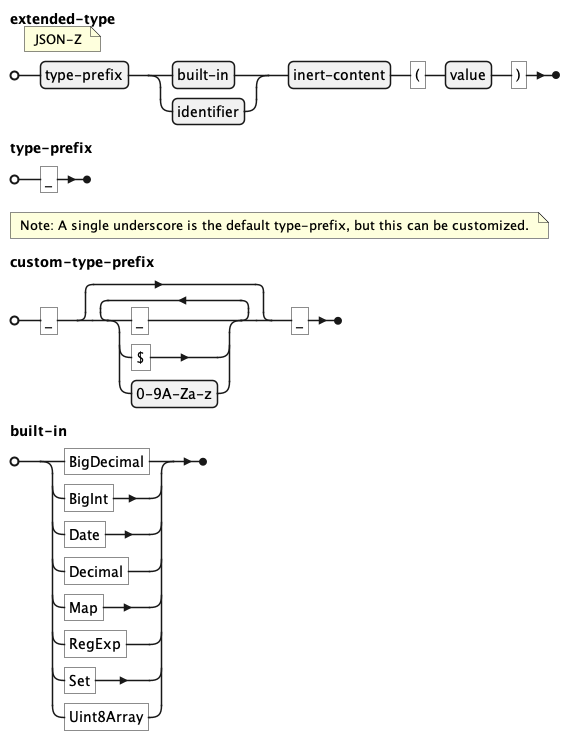 extended-type
JSON-Z
type-prefix built-in inert-content ( value )
identifier
type-prefix
_
Note: A single underscore is the default type-prefix, but this can be customized.
custom-type-prefix
_ _ _
$
0-9A-Za-z
built-in
BigDecimal
BigInt
Date
Decimal
Map
RegExp
Set
Uint8Array